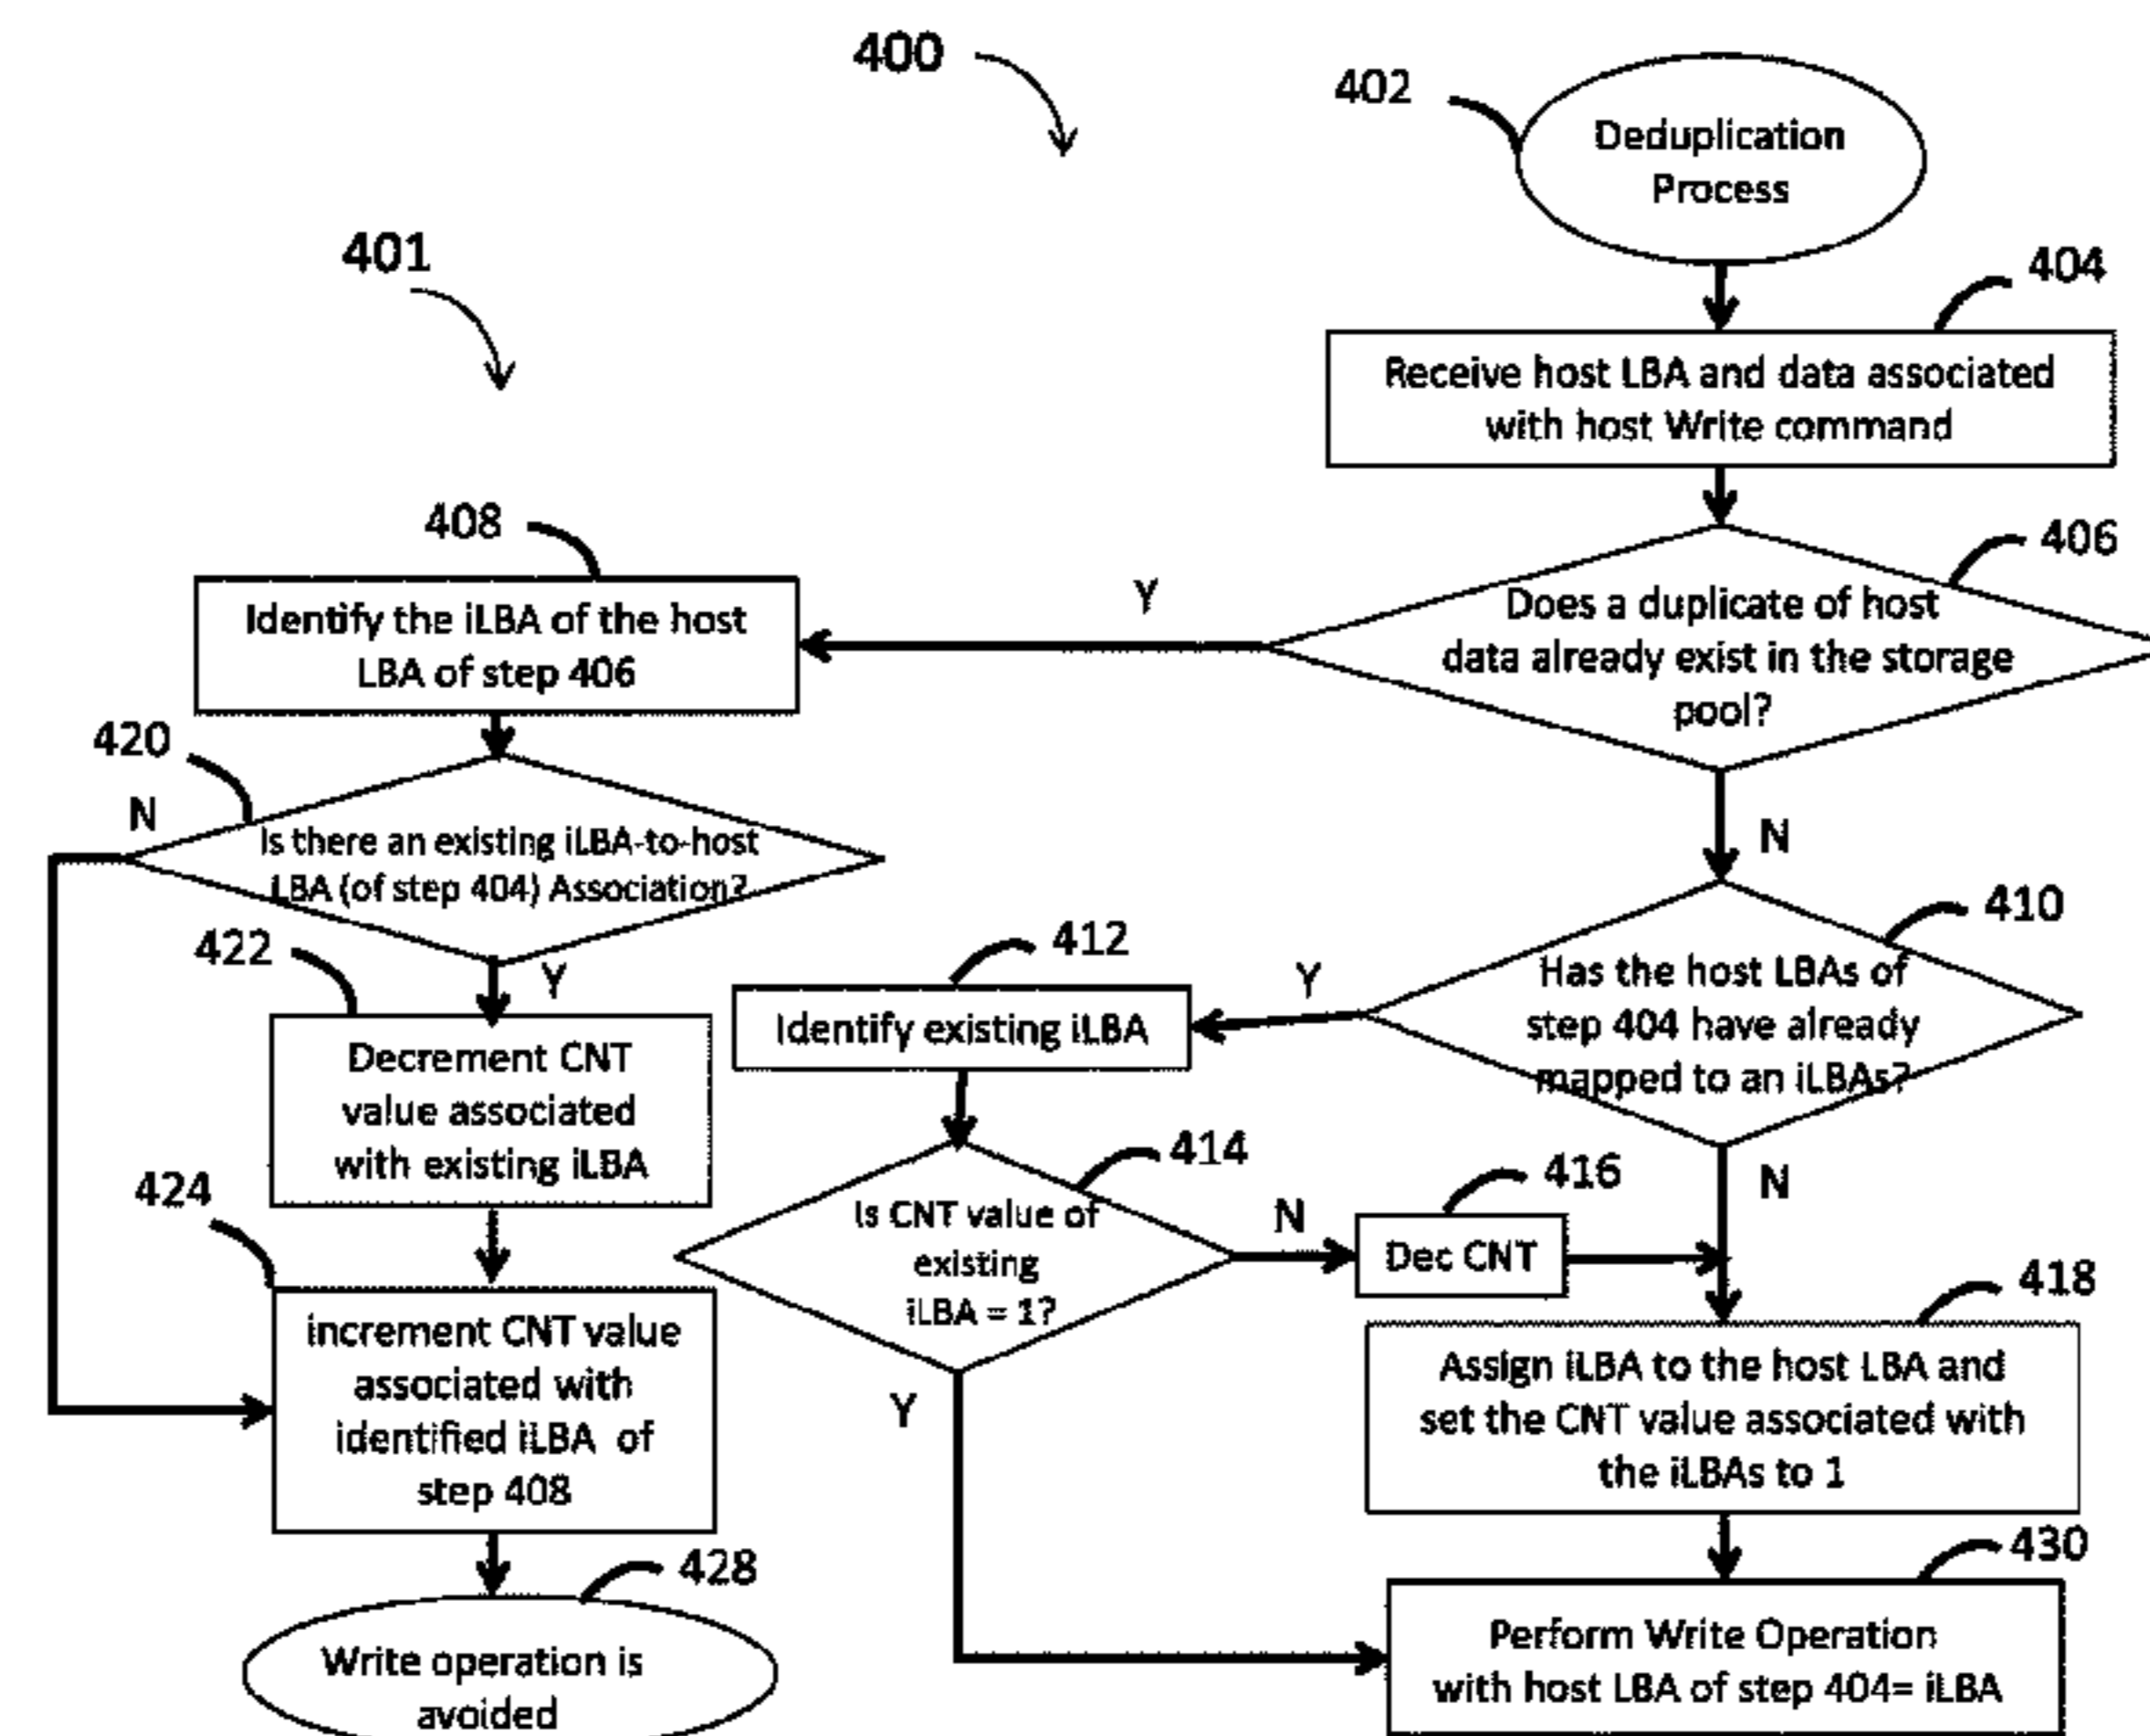 400
402
Deduplication
Process
401
404
Receive host LBA and data associated
with host Write command
408
406
Identify the iLBA of the host
LBA of step 406
Y
Does a duplicate of host
data already exist in the storage
pool?
420
N
Is there an existing iLBA-to-host
LBA (of step 404) Association?
N
422
Y
412
410
Decrement CNT
value associated
with existing iLBA
Identify existing iLBA
Y
Has the host LBAs of
step 404 have already
mapped to an iLBAs?
424
414
Is CNT value of
existing
iLBA = 1?
N
416
Dec CNT
N
418
increment CNT value
associated with
identified iLBA of
step 408
Y
Assign iLBA to the host LBA and
set the CNT value associated with
the iLBAs to 1
428
430
Write operation is
avoided
Perform Write Operation
with host LBA of step 404= iLBA